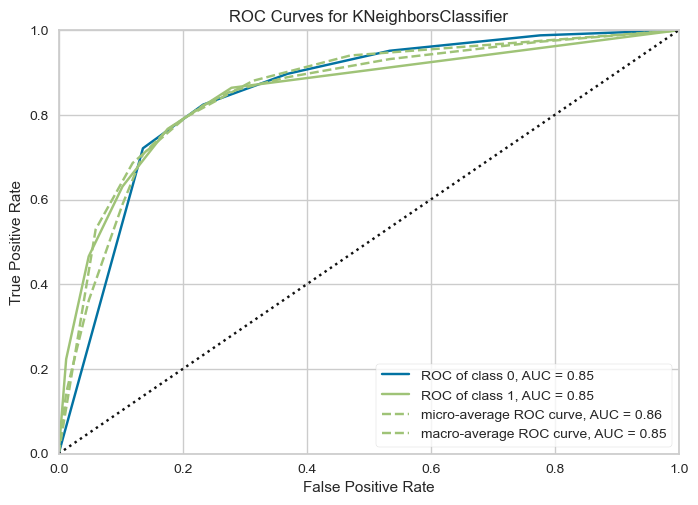 ROC Curves for KNeighborsClassifier
1.0
0.8
0.6
0.4
0.2
0.0
True Positive Rate
0.0 0.2 0.4 0.6 0.8 1.0
False Positive Rate
ROC of class 0, AUC = 0.85
ROC of class 1, AUC = 0.85
micro-average ROC curve, AUC = 0.86
macro-average ROC curve, AUC = 0.85